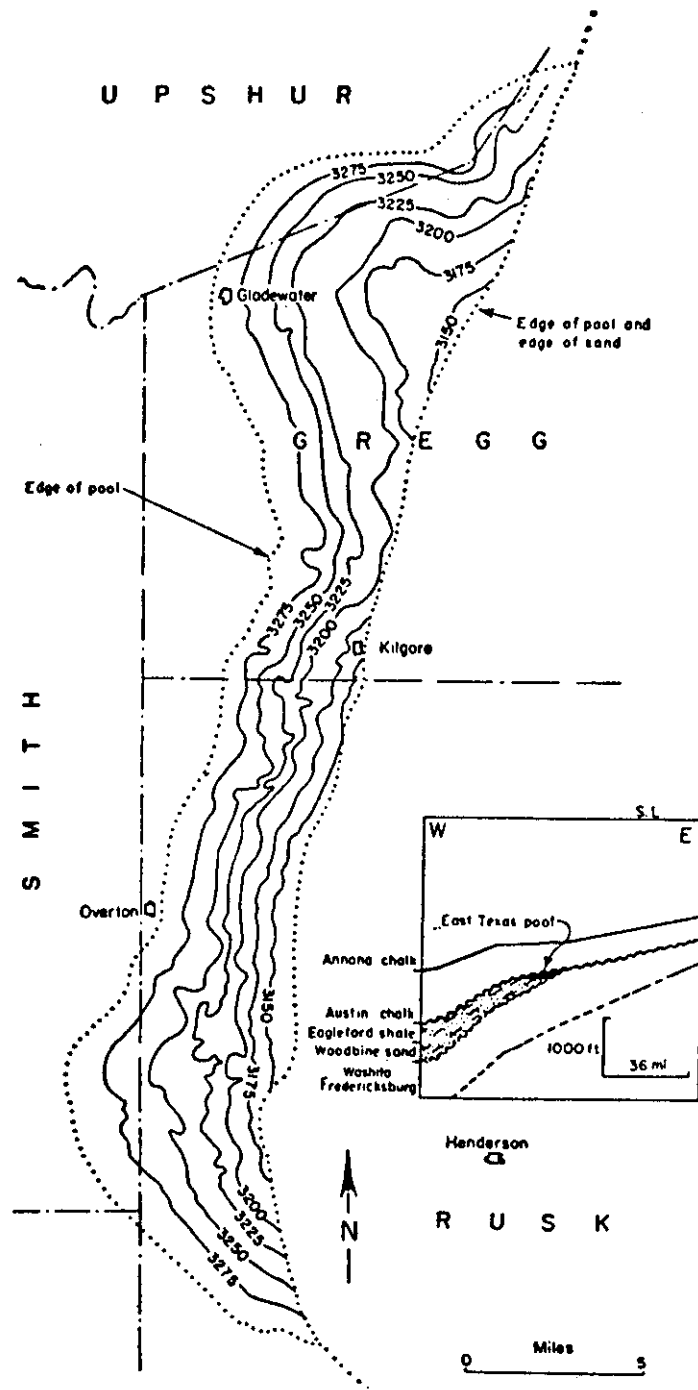 UPSHUR
3275
3250
3225
3200
3175
3150
Gladewater
Edge of pool and
edge of sand
GREGG
Edge of pool
3275
3250
3225
3200
Kilgore
SMITH
S.L.
W
E
East Texas pool
Overton
Annona chalk
Austin chalk
Eagleford shale
Woodbine sand
Washita
Fredericksburg
1000 ft
36 mi
3150
3175
Henderson
3200
3225
3250
3275
N
RUSK
Miles
0
5